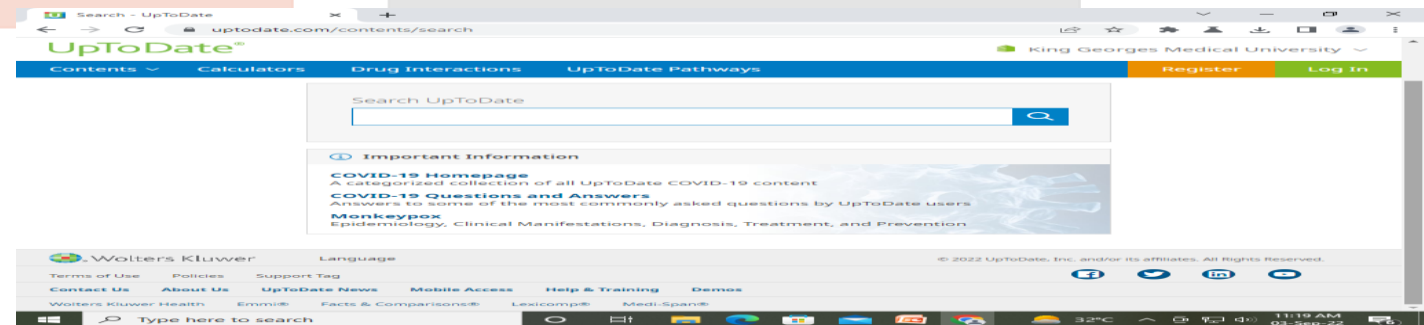 Search - UpToDate
uptodate.com/contents/search
UpToDate® King Georges Medical University
Contents Calculators Drug Interactions UpToDate Pathways Register Log In
Search UpToDate
Important Information
COVID-19 Homepage
A categorized collection of all UpToDate COVID-19 content
COVID-19 Questions and Answers
Answers to some of the most commonly asked questions by UpToDate users
Monkeypox
Epidemiology, Clinical Manifestations, Diagnosis, Treatment, and Prevention
Wolters Kluwer Language © 2022 UpToDate, Inc. and/or its affiliates. All Rights Reserved.
Terms of Use Policies Support Tag
Contact Us About Us UpToDate News Mobile Access Help & Training Demos
Wolters Kluwer Health Emmi® Facts & Comparisons® Lexicomp® Medi-Span®
Type here to search 32°C 11:19 AM
03-Sep-22